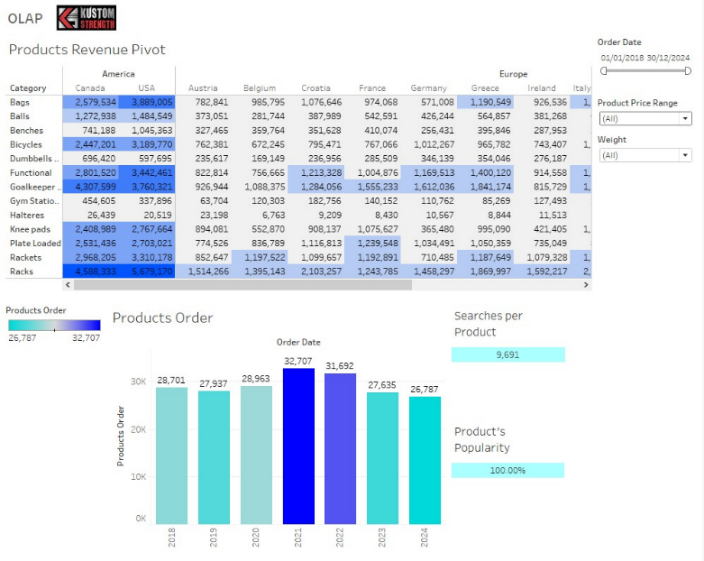 OLAP KUSTOM STRENGTH
Products Revenue Pivot
America Europe
Category Canada USA Austria Belgium Croatia France Germany Greece Ireland Italy
Bags 2,579,534 3,889,005 782,841 985,795 1,076,646 974,068 571,008 1,190,549 926,536 1,
Balls 1,272,938 1,484,549 373,051 281,744 387,989 542,591 426,244 564,857 381,268
Benches 741,188 1,045,363 327,465 359,764 351,628 410,074 256,431 395,846 287,953
Bicycles 2,447,201 3,189,770 762,381 672,245 795,471 767,066 1,012,267 965,782 743,407 1,
Dumbbells .. 696,420 597,695 235,617 169,149 236,956 285,509 346,139 354,046 276,187
Functional 2,801,520 3,442,461 822,814 756,665 1,213,328 1,004,876 1,169,513 1,400,120 914,558 1,
Goalkeeper .. 4,307,599 3,760,321 926,944 1,088,375 1,284,056 1,555,233 1,612,036 1,841,174 815,729 1,
Gym Statio.. 454,605 337,896 63,704 120,303 182,756 140,152 110,762 85,269 127,493
Halteres 26,439 20,519 23,198 6,763 9,209 8,430 10,567 8,844 11,513
Knee pads 2,408,989 2,767,664 894,081 552,870 908,137 1,075,627 365,480 995,090 421,405 1,
Plate Loaded 2,531,436 2,703,021 774,526 836,789 1,116,813 1,239,548 1,034,491 1,050,359 735,049
Rackets 2,968,205 3,310,178 852,647 1,197,522 1,099,657 1,192,891 710,485 1,187,649 1,079,328 1,
Racks 4,588,333 5,679,170 1,514,266 1,395,143 2,103,257 1,243,785 1,458,297 1,869,997 1,592,217 2,
Order Date
01/01/2018 30/12/2024
Product Price Range
(All)
Weight
(All)
Products Order
26,787 32,707
Products Order
Order Date
Products Order
30K
20K
10K
0K
28,701 27,937 28,963 32,707 31,692 27,635 26,787
2018 2019 2020 2021 2022 2023 2024
Searches per
Product
9,691
Product's
Popularity
100.00%